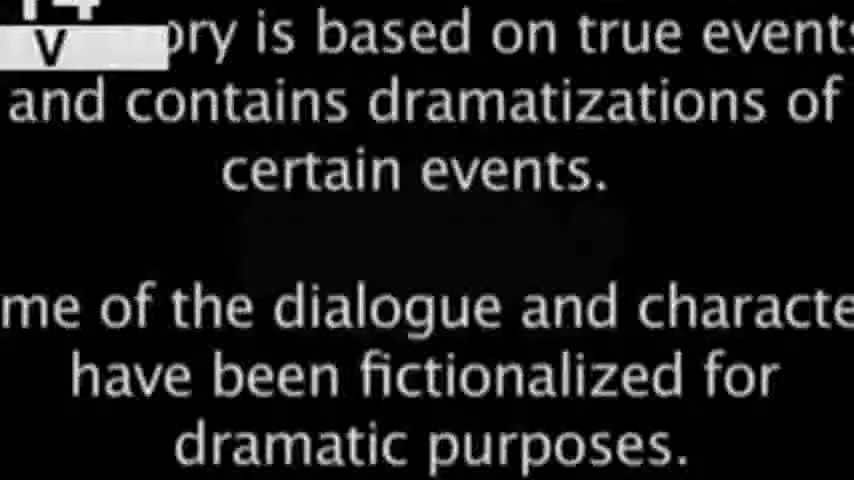 14
V
ory is based on true events
and contains dramatizations of
certain events.
me of the dialogue and characte
have been fictionalized for
dramatic purposes.